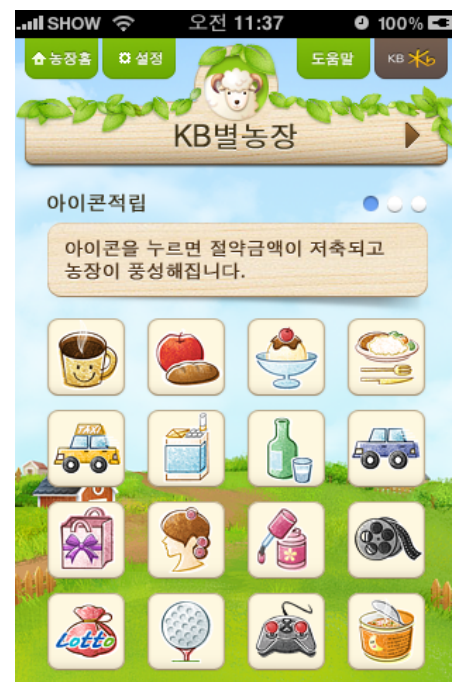 SHOW 오전 11:37 100%
농장홈 설정 도움말 KB
KB별농장
아이콘적립
아이콘을 누르면 절약금액이 저축되고
농장이 풍성해집니다.
TAXI
Lotto